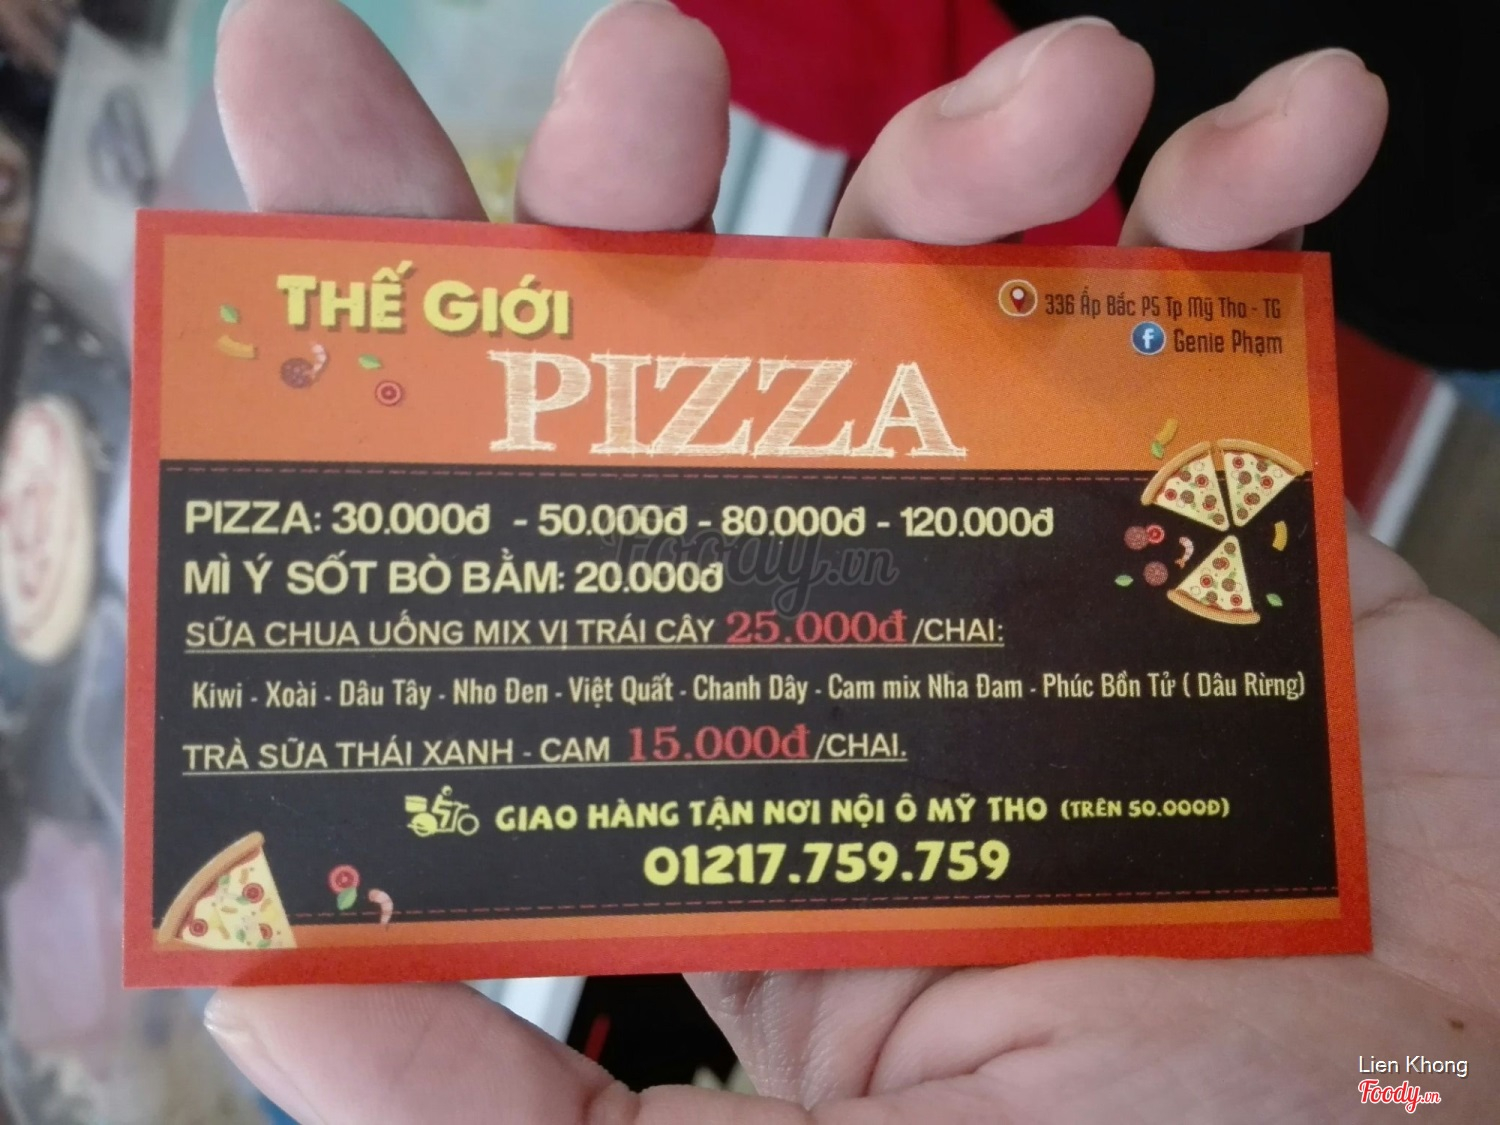 THẾ GIỚI
PIZZA
336 Ấp Bắc P5 Tp Mỹ Tho - TG
Genie Phạm
PIZZA: 30.000đ - 50.000đ - 80.000đ - 120.000đ
MÌ Ý SỐT BÒ BẰM: 20.000đ
SỮA CHUA UỐNG MIX VỊ TRÁI CÂY 25.000đ/CHAI:
Kiwi - Xoài - Dâu Tây - Nho Đen - Việt Quất - Chanh Dây - Cam mix Nha Đam - Phúc Bồn Tử ( Dâu Rừng)
TRÀ SỮA THÁI XANH - CAM 15.000đ/CHAI.
GIAO HÀNG TẬN NƠI NỘI Ô MỸ THO (TRÊN 50.000Đ)
01217.759.759
Foody.vn
Lien Khong
Foody.vn